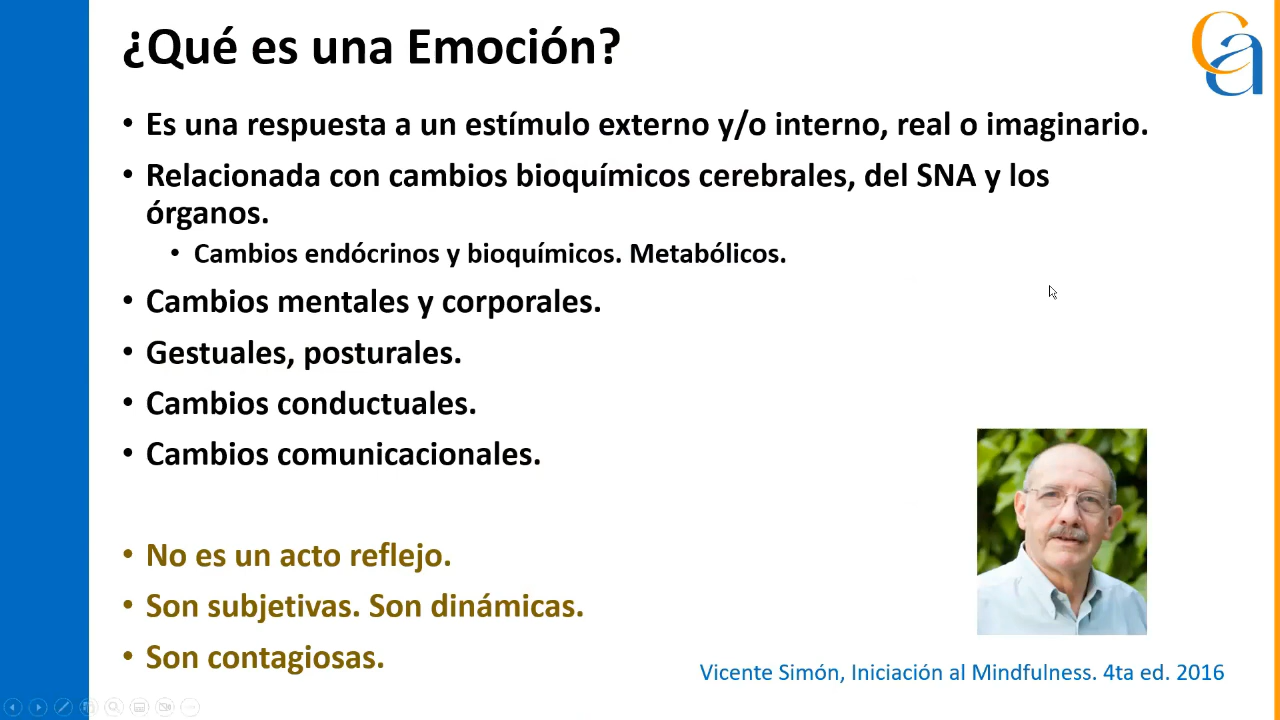 ¿Qué es una Emoción?
• Es una respuesta a un estímulo externo y/o interno, real o imaginario.
• Relacionada con cambios bioquímicos cerebrales, del SNA y los
órganos.
• Cambios endócrinos y bioquímicos. Metabólicos.
• Cambios mentales y corporales.
• Gestuales, posturales.
• Cambios conductuales.
• Cambios comunicacionales.
• No es un acto reflejo.
• Son subjetivas. Son dinámicas.
• Son contagiosas.
Vicente Simón, Iniciación al Mindfulness. 4ta ed. 2016